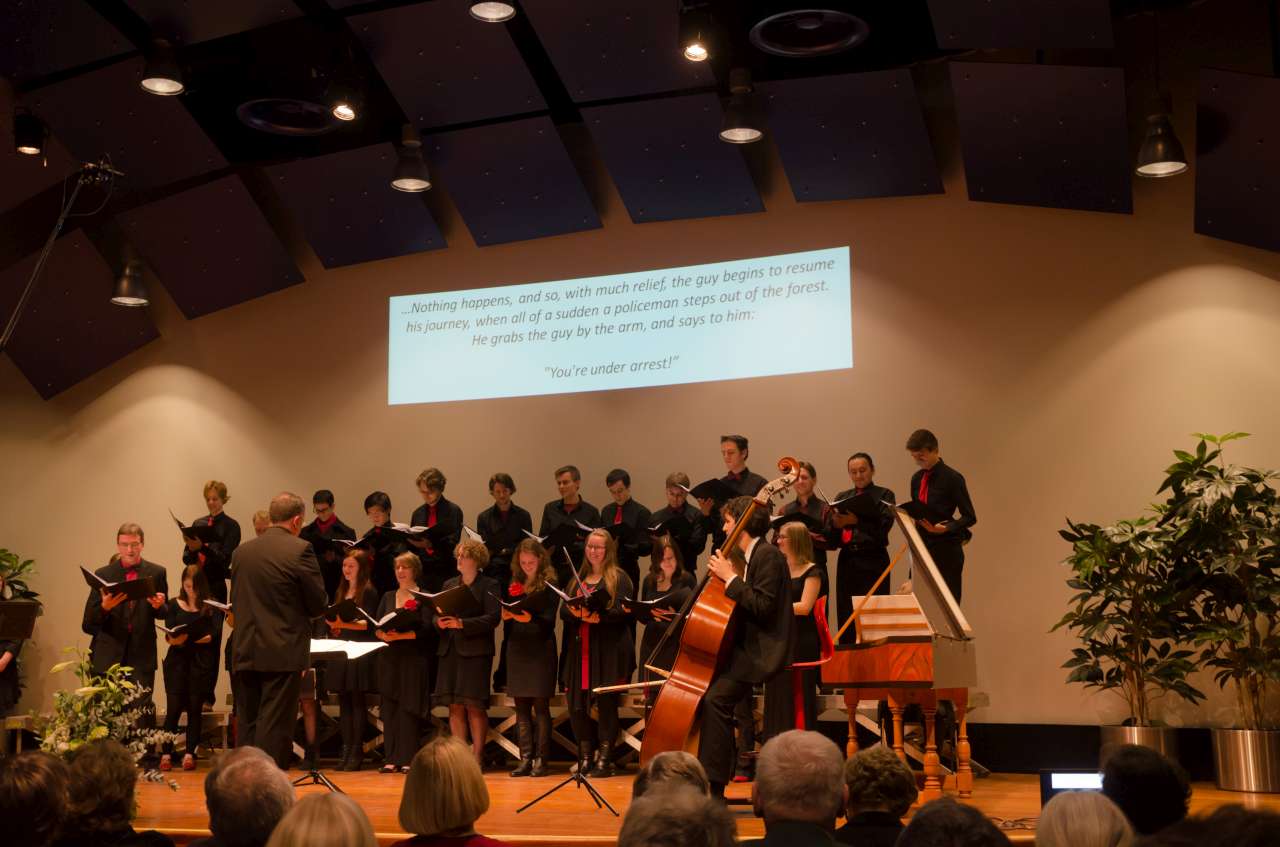 ...Nothing happens, and so, with much relief, the guy begins to resume
his journey, when all of a sudden a policeman steps out of the forest.
He grabs the guy by the arm, and says to him:
"You're under arrest!"